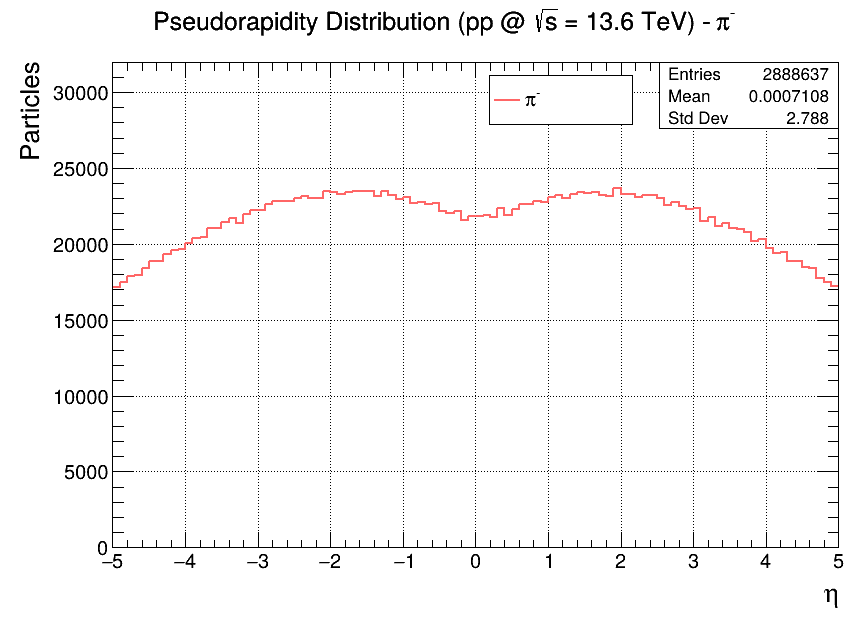 Pseudorapidity Distribution (pp @ √s = 13.6 TeV) - π⁻
Particles
π⁻
Entries 2888637
Mean 0.0007108
Std Dev 2.788
30000
25000
20000
15000
10000
5000
0
−5 −4 −3 −2 −1 0 1 2 3 4 5
η